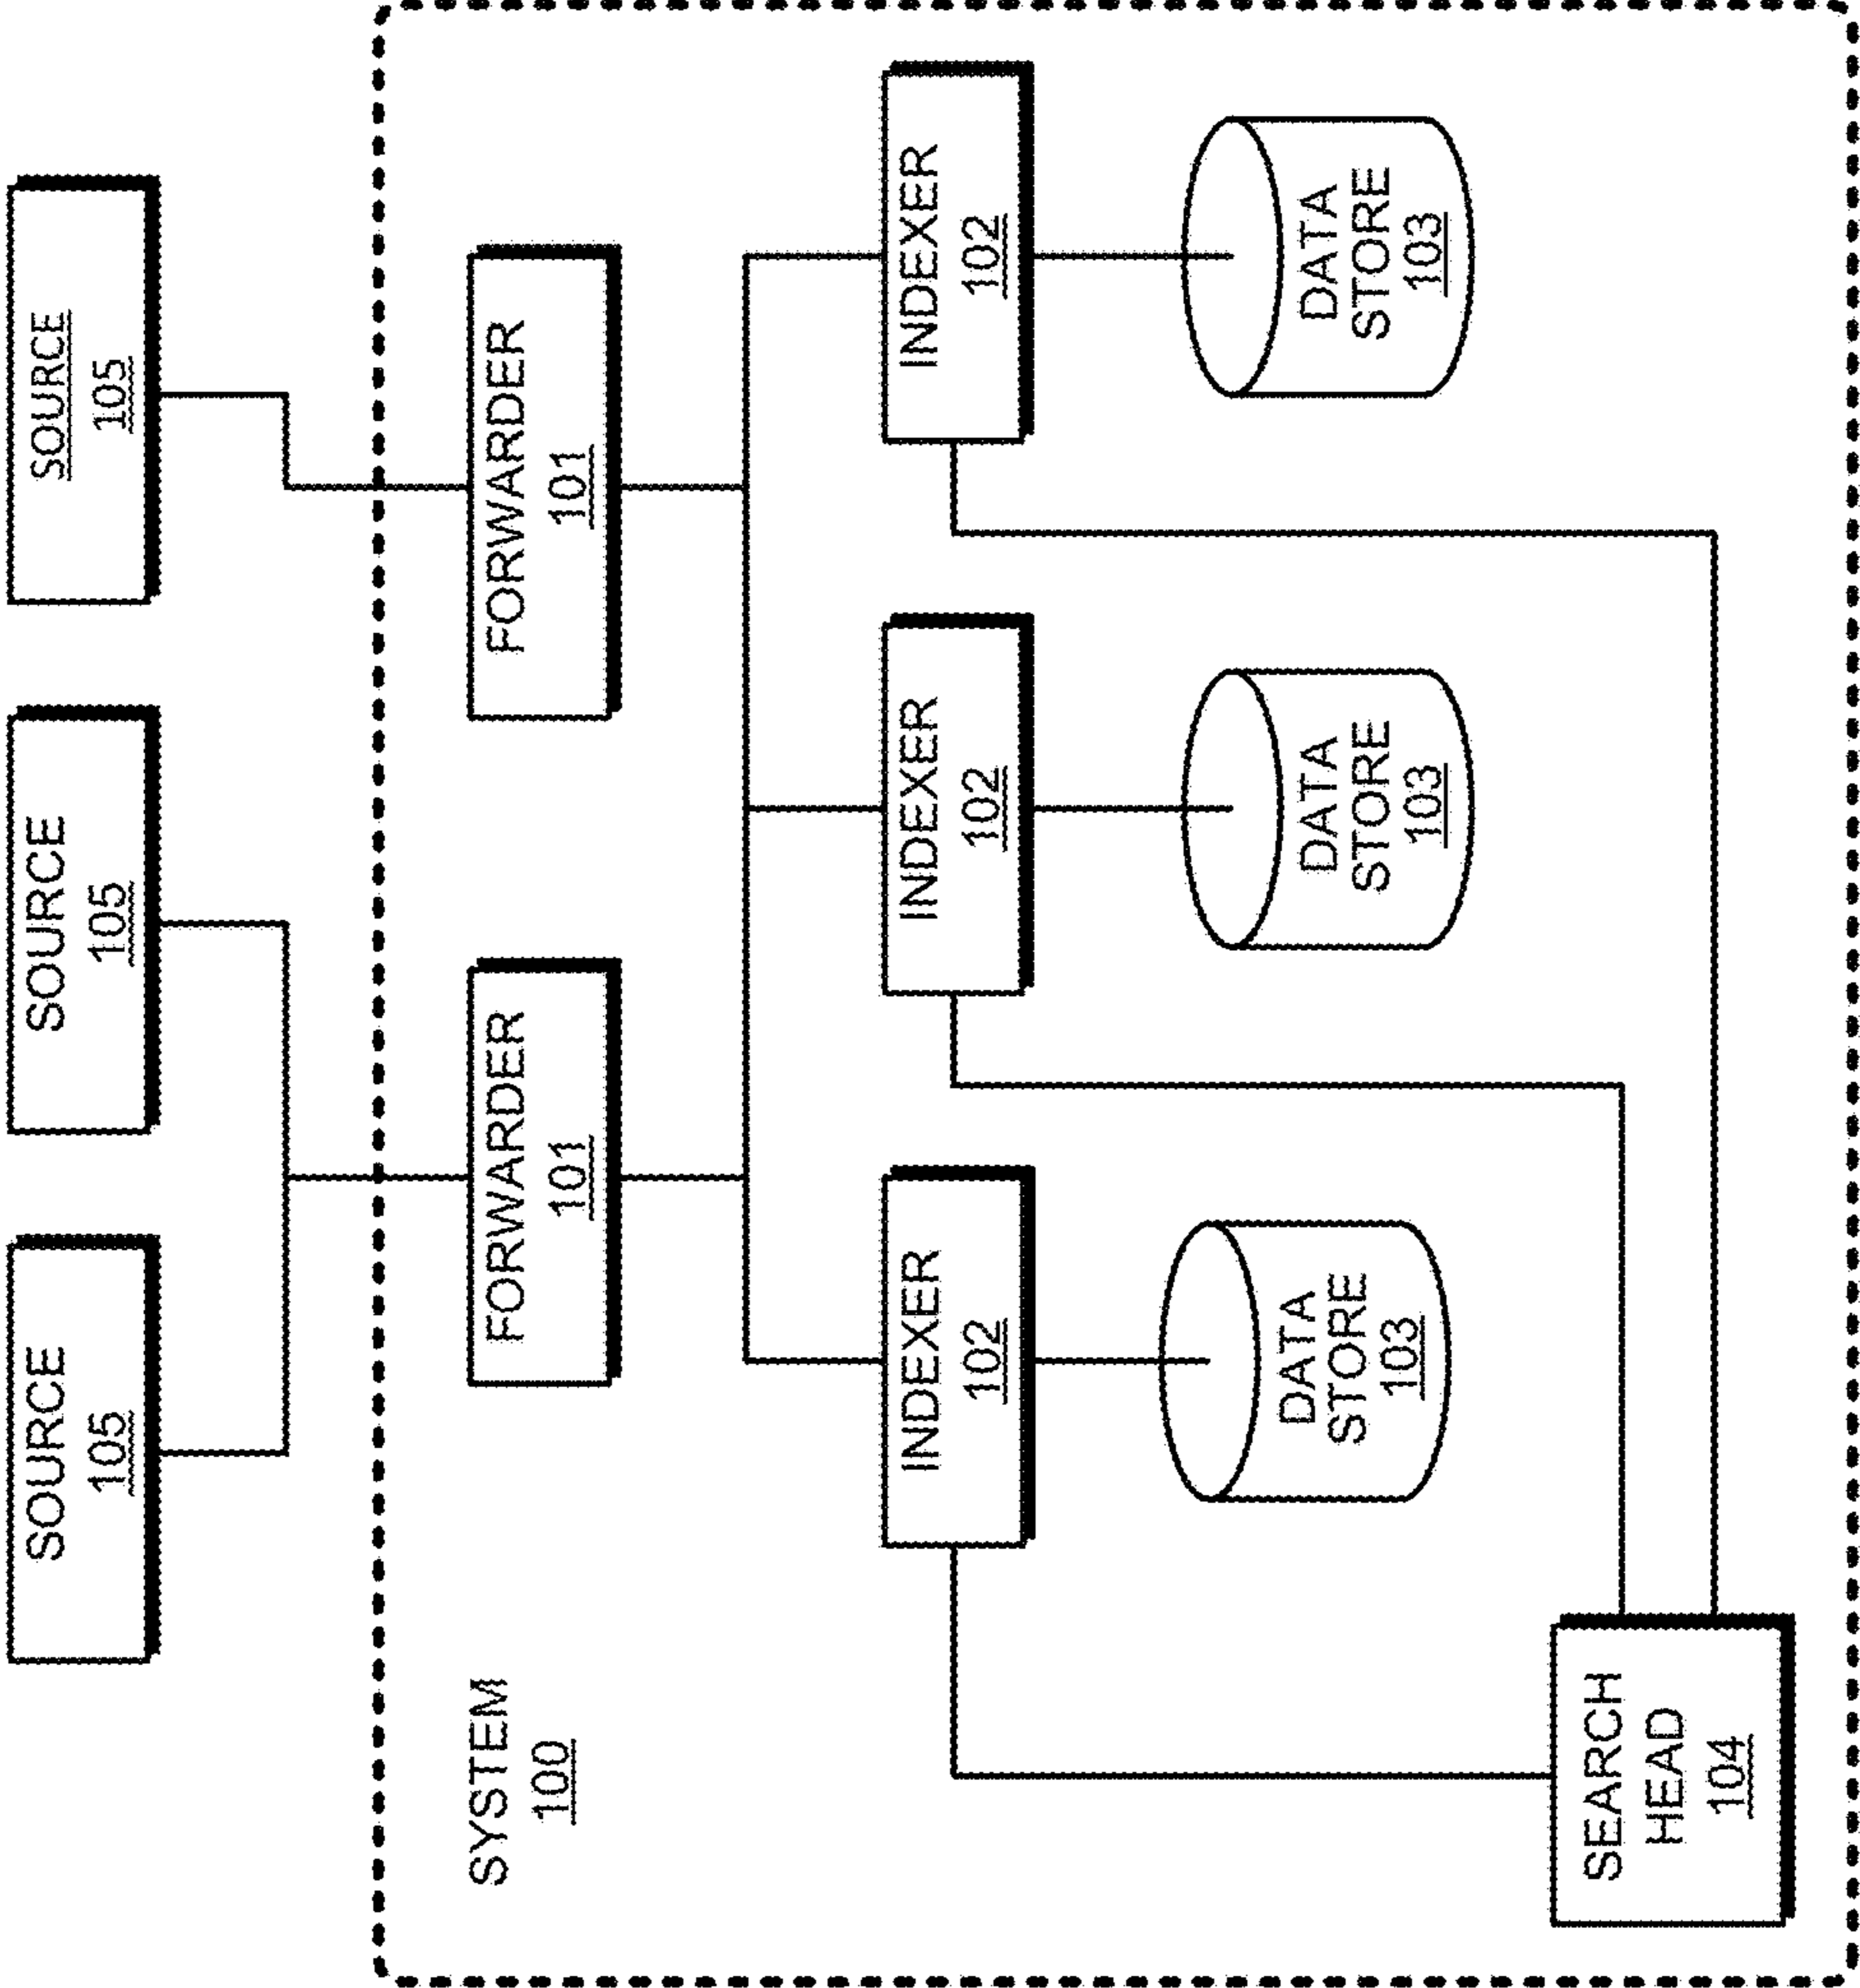 SOURCE
105
SOURCE
105
SOURCE
105
SYSTEM
100
FORWARDER
101
FORWARDER
101
INDEXER
102
INDEXER
102
INDEXER
102
DATA
STORE
103
DATA
STORE
103
DATA
STORE
103
SEARCH
HEAD
104